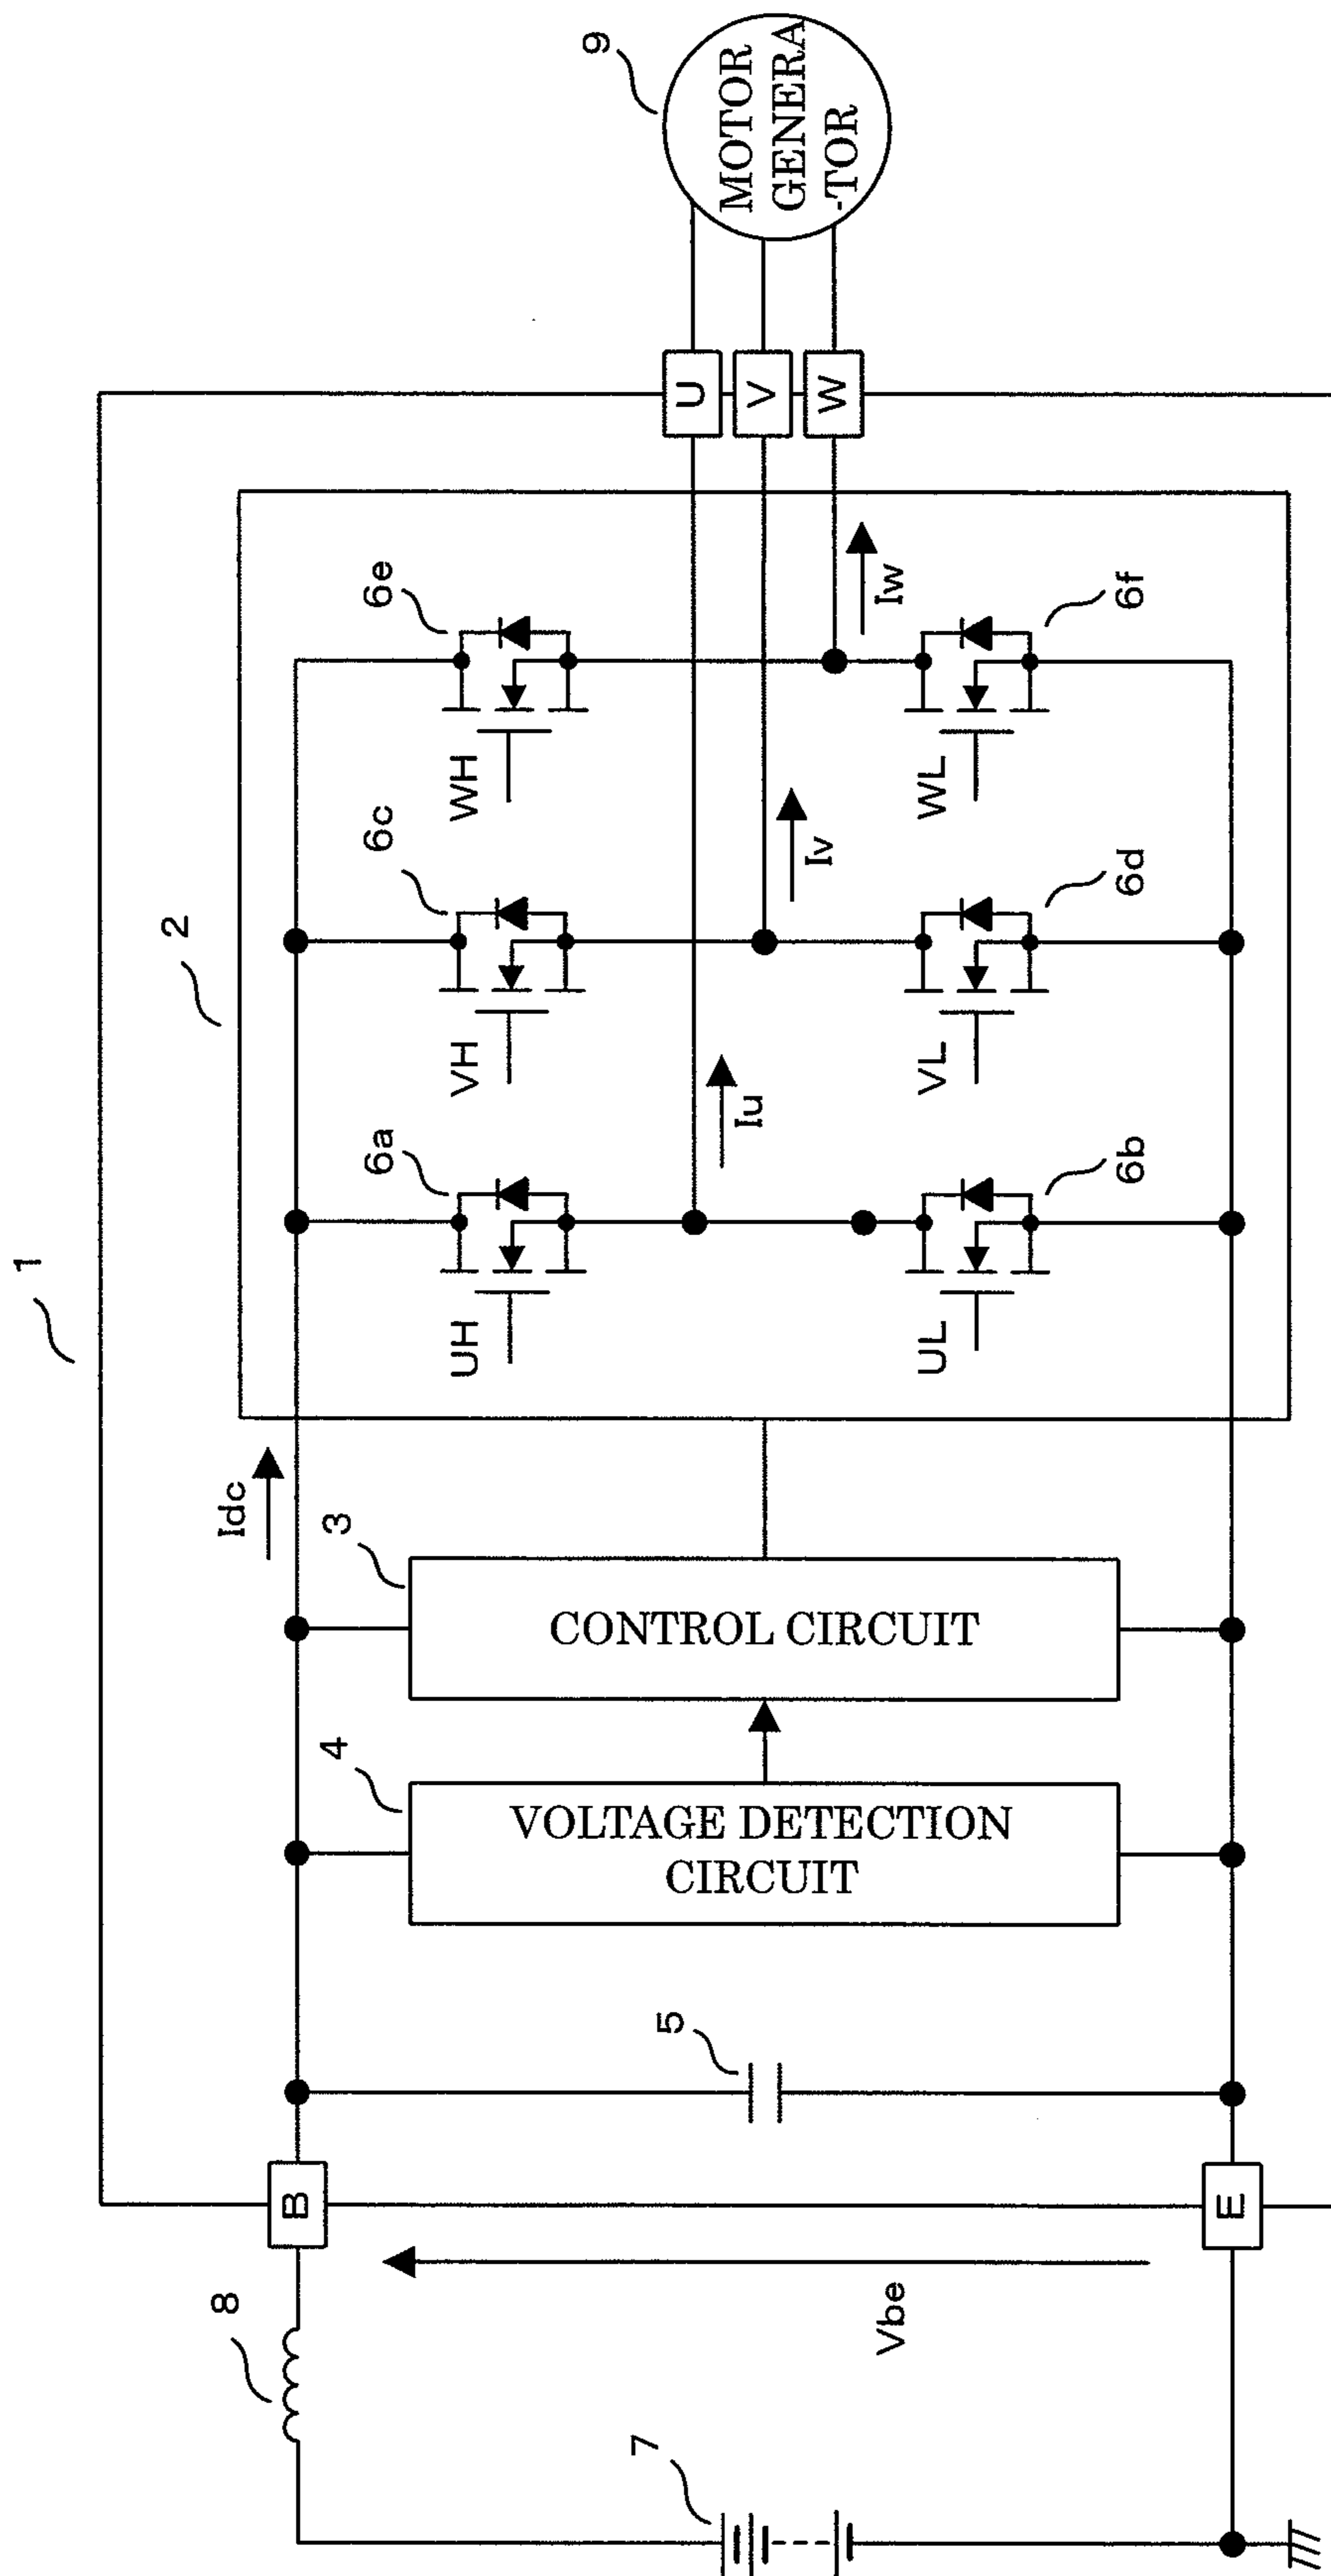 1
2
Idc
3
CONTROL CIRCUIT
4
VOLTAGE DETECTION
CIRCUIT
5
B
E
8
7
Vbe
6a
UH
6b
UL
Iu
6c
VH
6d
VL
Iv
6e
WH
6f
WL
Iw
U
V
W
9
MOTOR
GENERA
-TOR